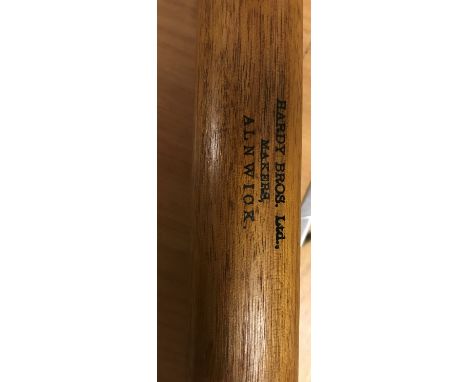 HARDY BROS. Ltd.,
MAKERS,
ALNWICK.